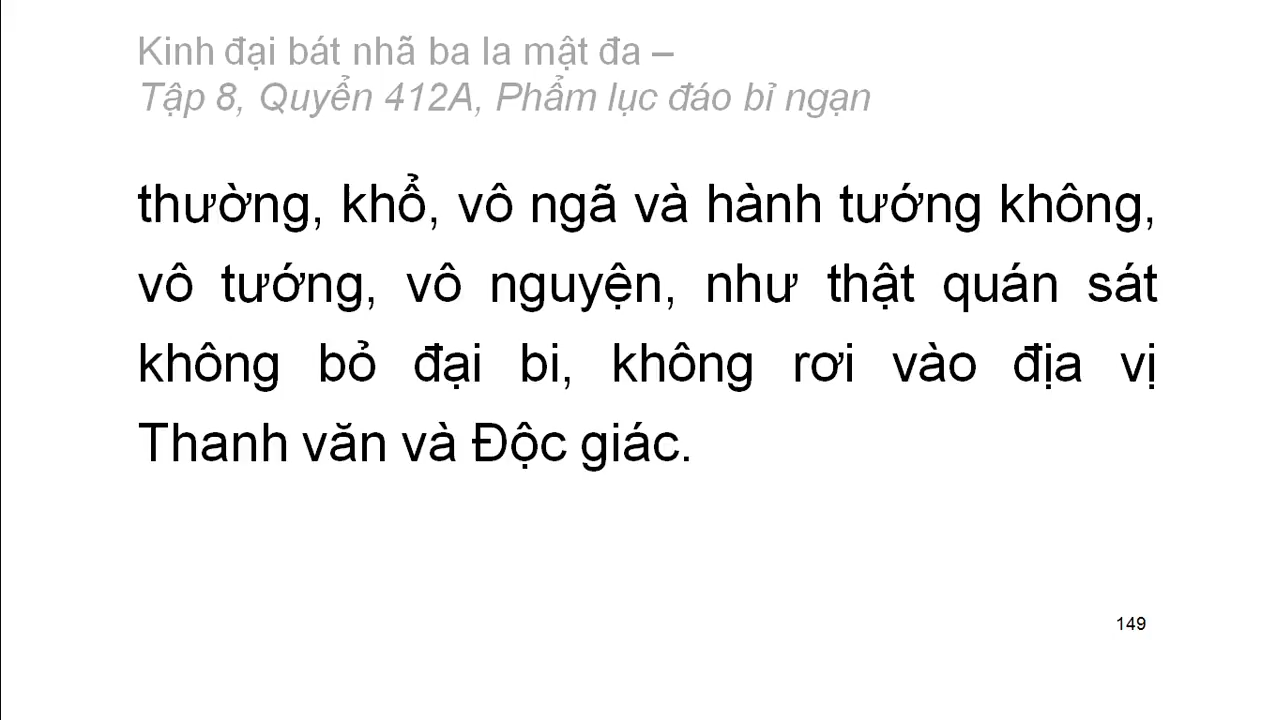 Kinh đại bát nhã ba la mật đa –
Tập 8, Quyển 412A, Phẩm lục đáo bỉ ngạn
thường, khổ, vô ngã và hành tướng không,
vô tướng, vô nguyện, như thật quán sát
không bỏ đại bi, không rơi vào địa vị
Thanh văn và Độc giác.
149